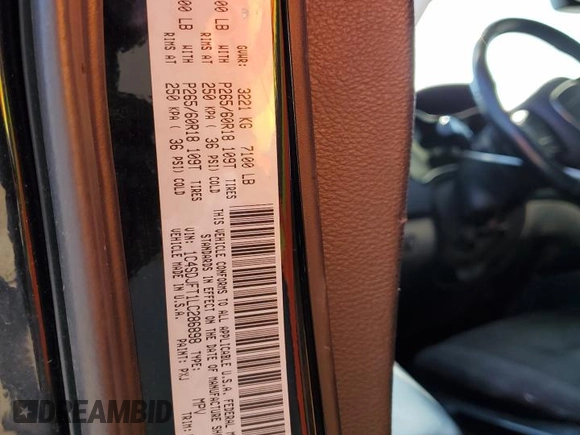 GVWR: 3221 KG 7100 LB
00 LB WITH P265/60R18 109T TIRES
RIMS AT 250 KPA ( 36 PSI) COLD
00 LB WITH P265/60R18 109T TIRES
RIMS AT 250 KPA ( 36 PSI) COLD
THIS VEHICLE CONFORMS TO ALL APPLICABLE U.S.A. FEDERAL M
STANDARDS IN EFFECT ON THE DATE OF MANUFACTURE SH
VIN: 1C4SDJFT1LC286898 TYPE: MPV
VEHICLE MADE IN U.S.A. PAINT: PXJ TRIM:
DREAMBID